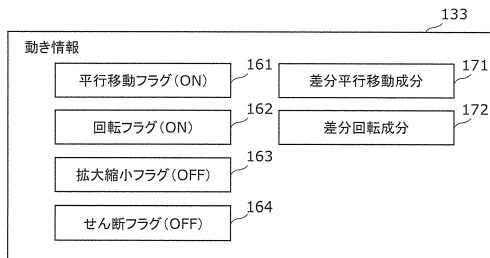 133
動き情報
平行移動フラグ(ON)
161
差分平行移動成分
171
回転フラグ(ON)
162
差分回転成分
172
拡大縮小フラグ(OFF)
163
せん断フラグ(OFF)
164